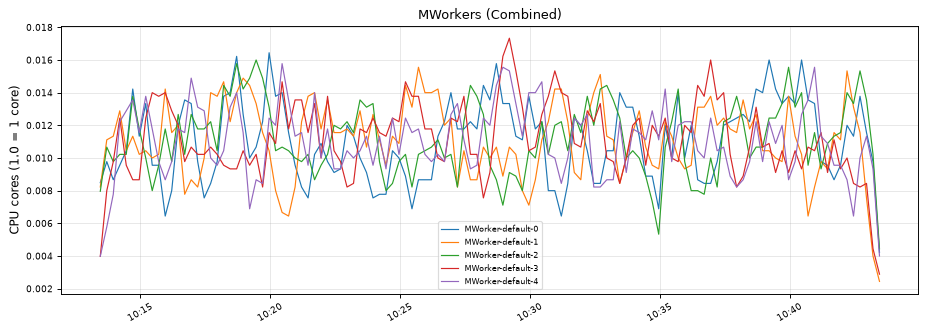 MWorkers (Combined)
CPU cores (1.0 = 1 core)
0.018
0.016
0.014
0.012
0.010
0.008
0.006
0.004
0.002
MWorker-default-0
MWorker-default-1
MWorker-default-2
MWorker-default-3
MWorker-default-4
10:15
10:20
10:25
10:30
10:35
10:40